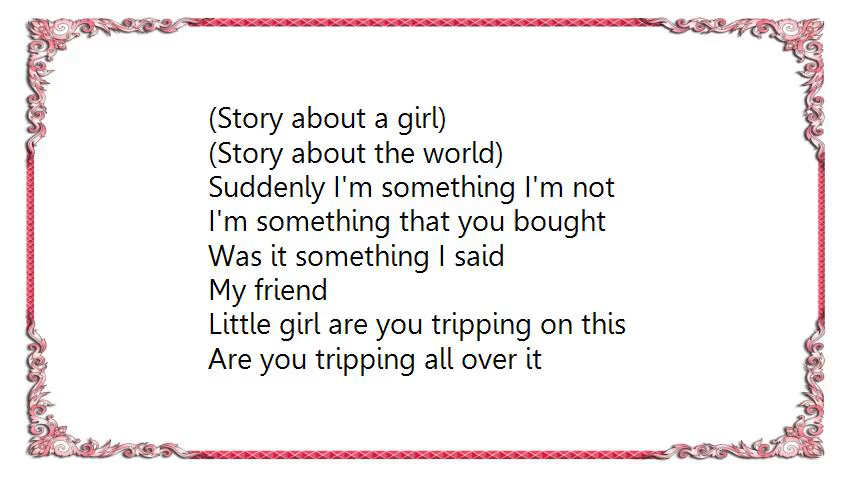 (Story about a girl)
(Story about the world)
Suddenly I'm something I'm not
I'm something that you bought
Was it something I said
My friend
Little girl are you tripping on this
Are you tripping all over it